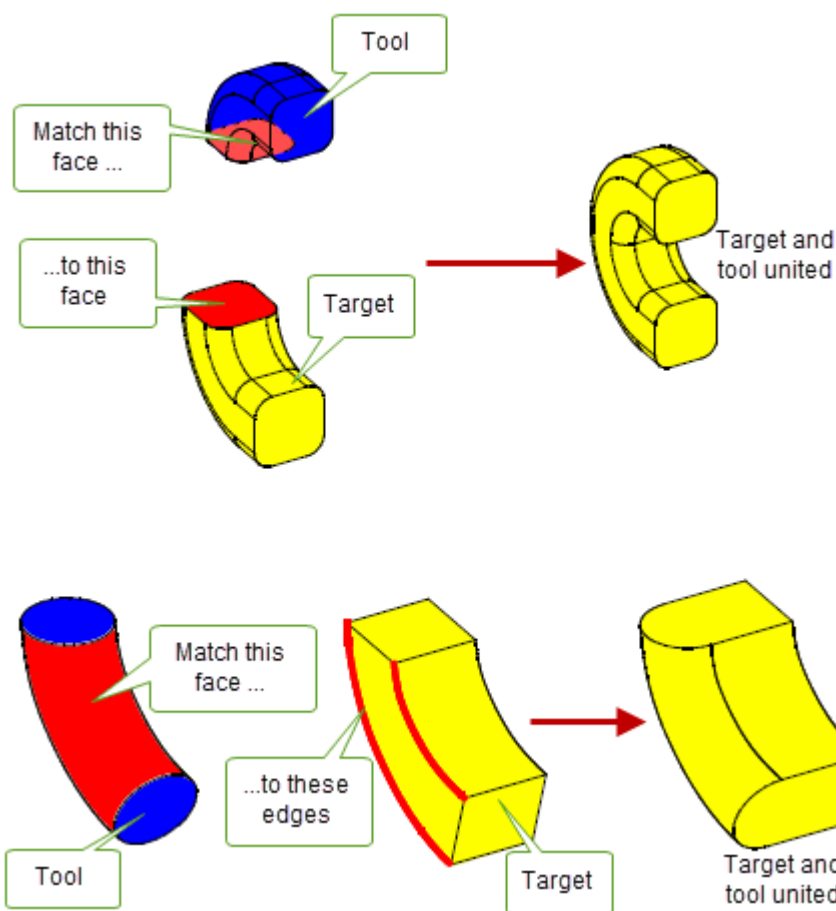 Tool
Match this
face ...
...to this
face
Target
Target and
tool united
Match this
face ...
...to these
edges
Tool
Target
Target and
tool united